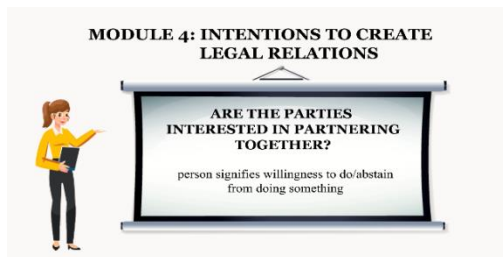 MODULE 4: INTENTIONS TO CREATE
LEGAL RELATIONS
ARE THE PARTIES
INTERESTED IN PARTNERING
TOGETHER?
person signifies willingness to do/abstain
from doing something